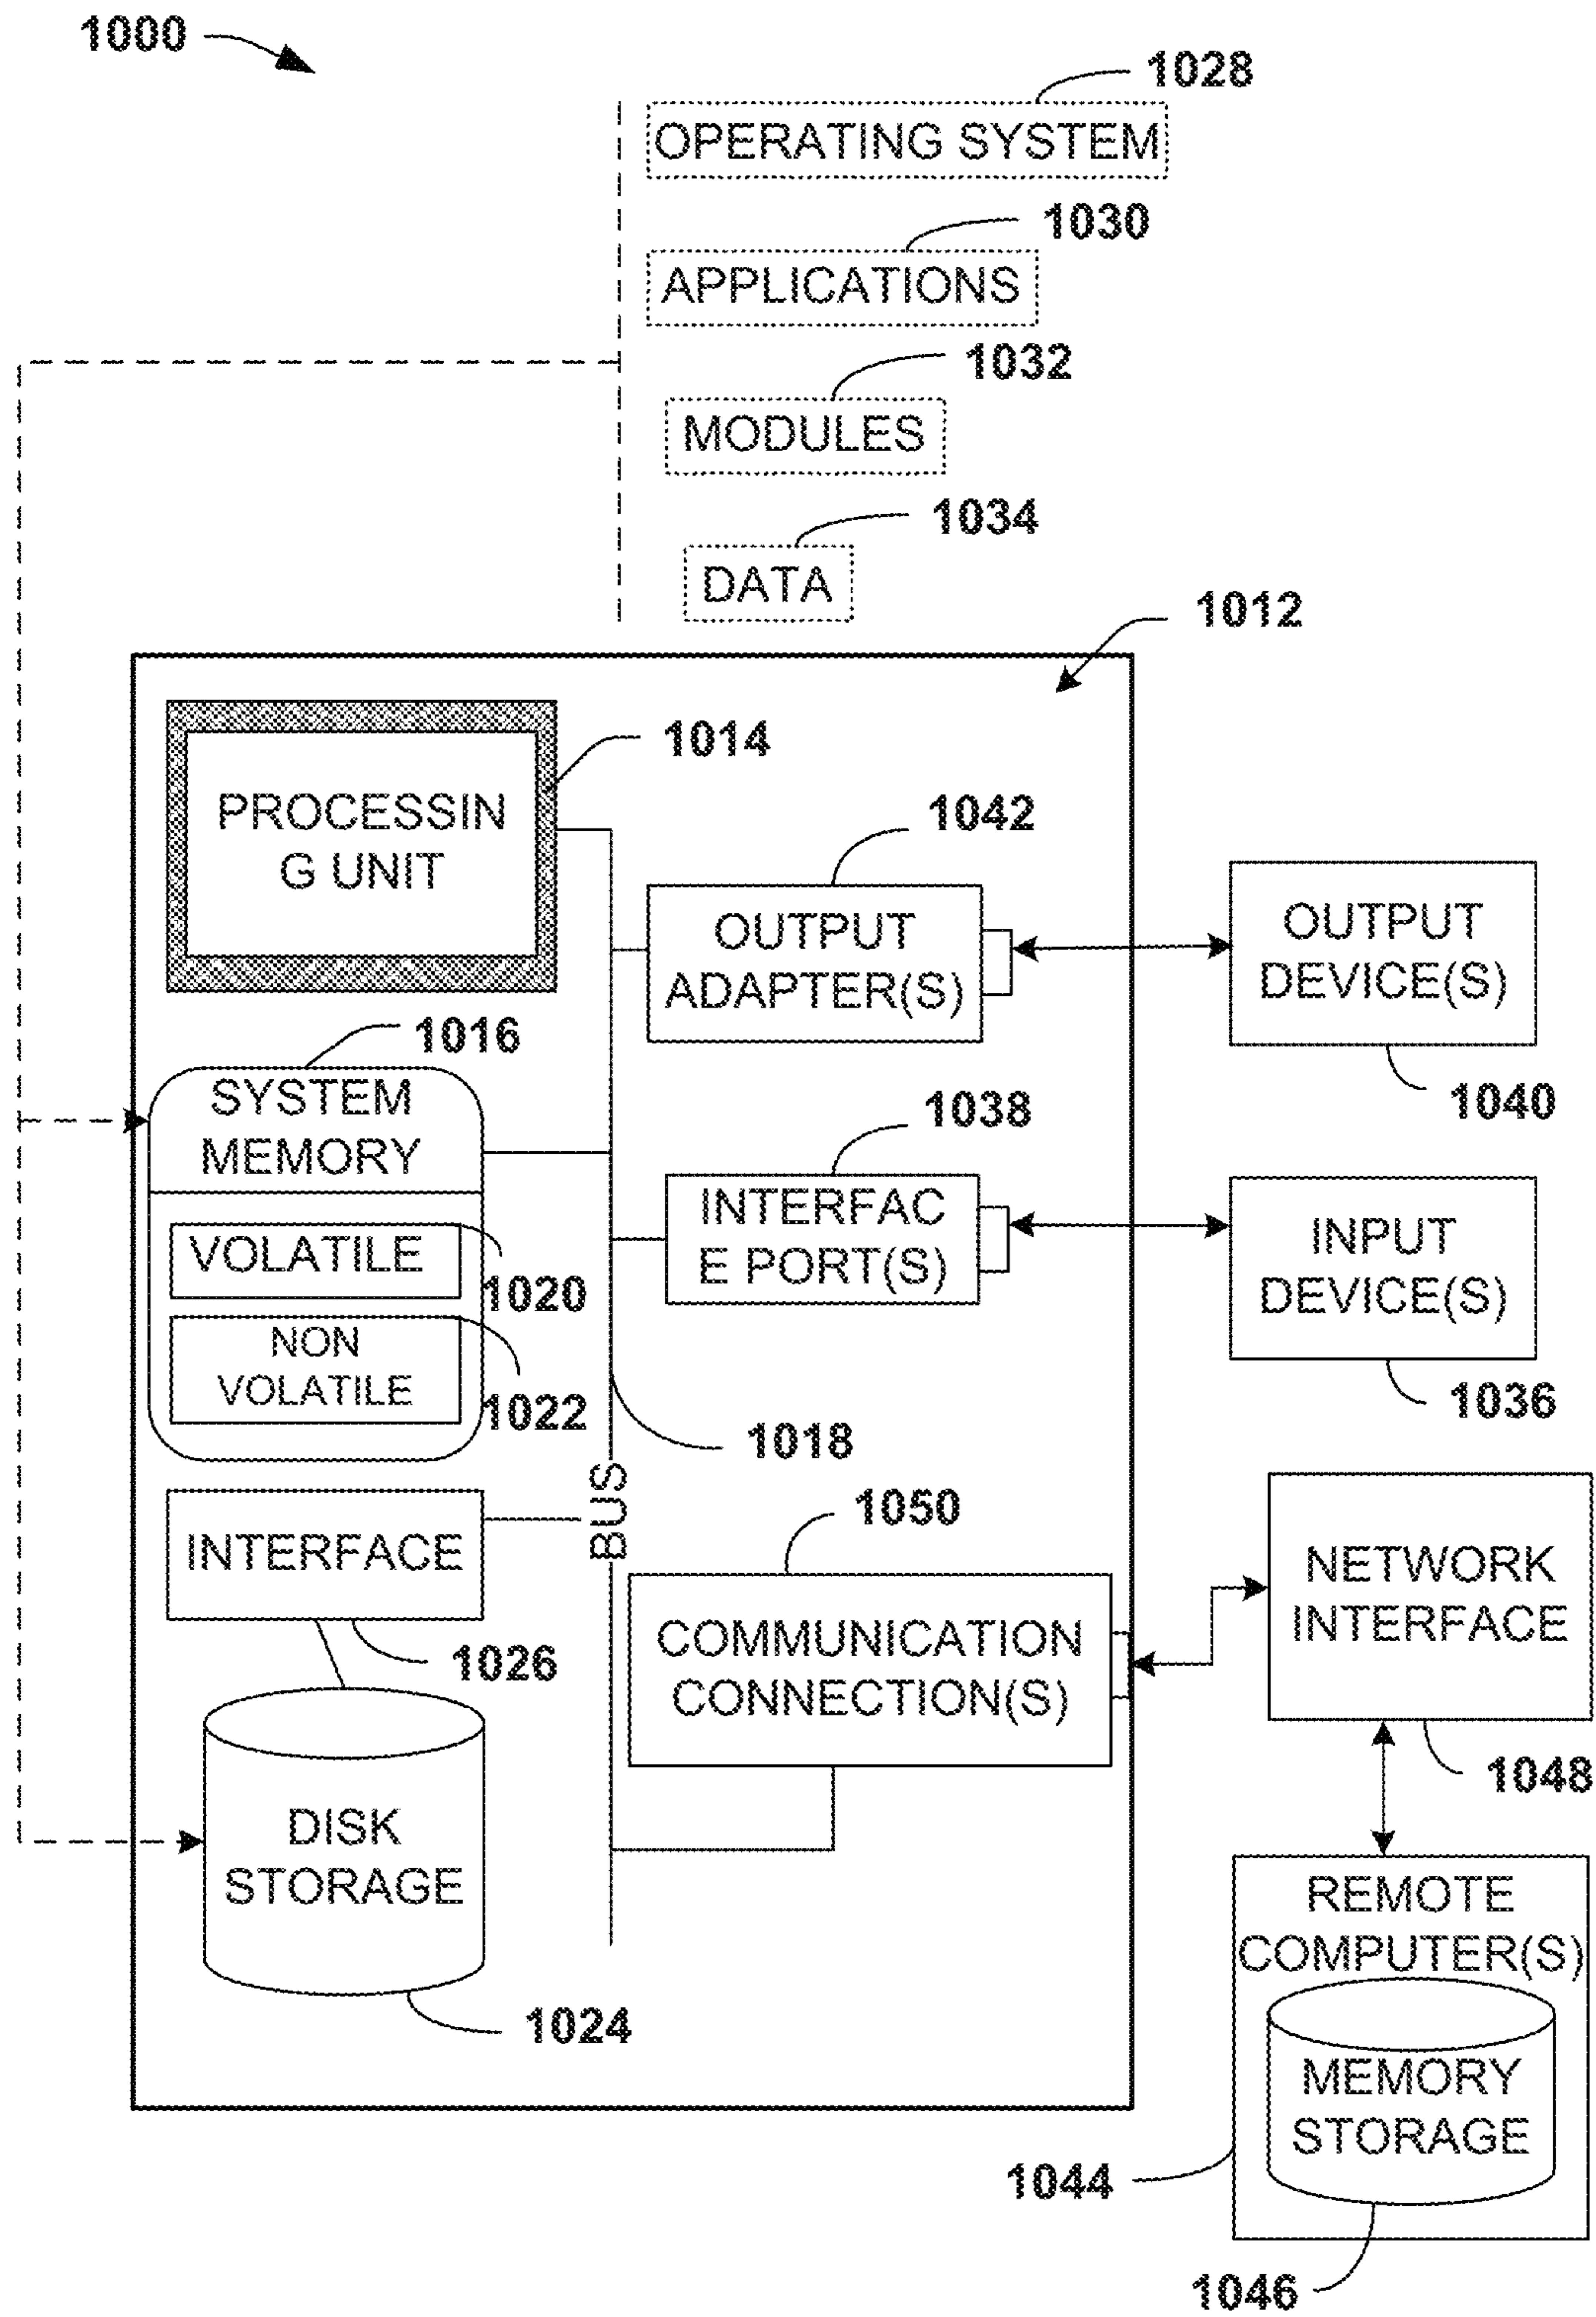 1000
1028
OPERATING SYSTEM
1030
APPLICATIONS
1032
MODULES
1034
DATA
1012
1014
PROCESSIN
G UNIT
1042
OUTPUT
ADAPTER(S)
OUTPUT
DEVICE(S)
1040
1016
SYSTEM
MEMORY
VOLATILE
1020
NON
VOLATILE
1022
1038
INTERFAC
E PORT(S)
INPUT
DEVICE(S)
1036
1018
BUS
INTERFACE
1026
1050
COMMUNICATION
CONNECTION(S)
NETWORK
INTERFACE
1048
DISK
STORAGE
1024
REMOTE
COMPUTER(S)
MEMORY
STORAGE
1044
1046